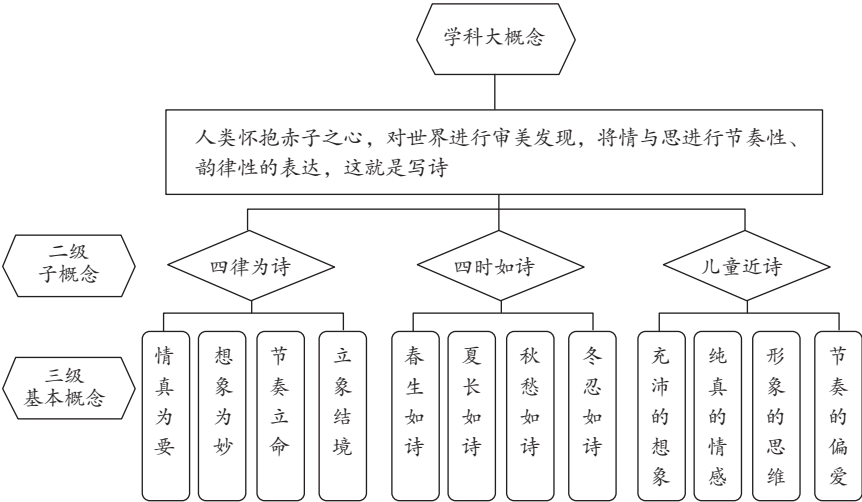 学科大概念
人类怀抱赤子之心，对世界进行审美发现，将情与思进行节奏性、
韵律性的表达，这就是写诗
二级
子概念
四律为诗
四时如诗
儿童近诗
三级
基本概念
情真为要
想象为妙
节奏立命
立象结境
春生如诗
夏长如诗
秋愁如诗
冬忍如诗
充沛的想象
纯真的情感
形象的思维
节奏的偏爱